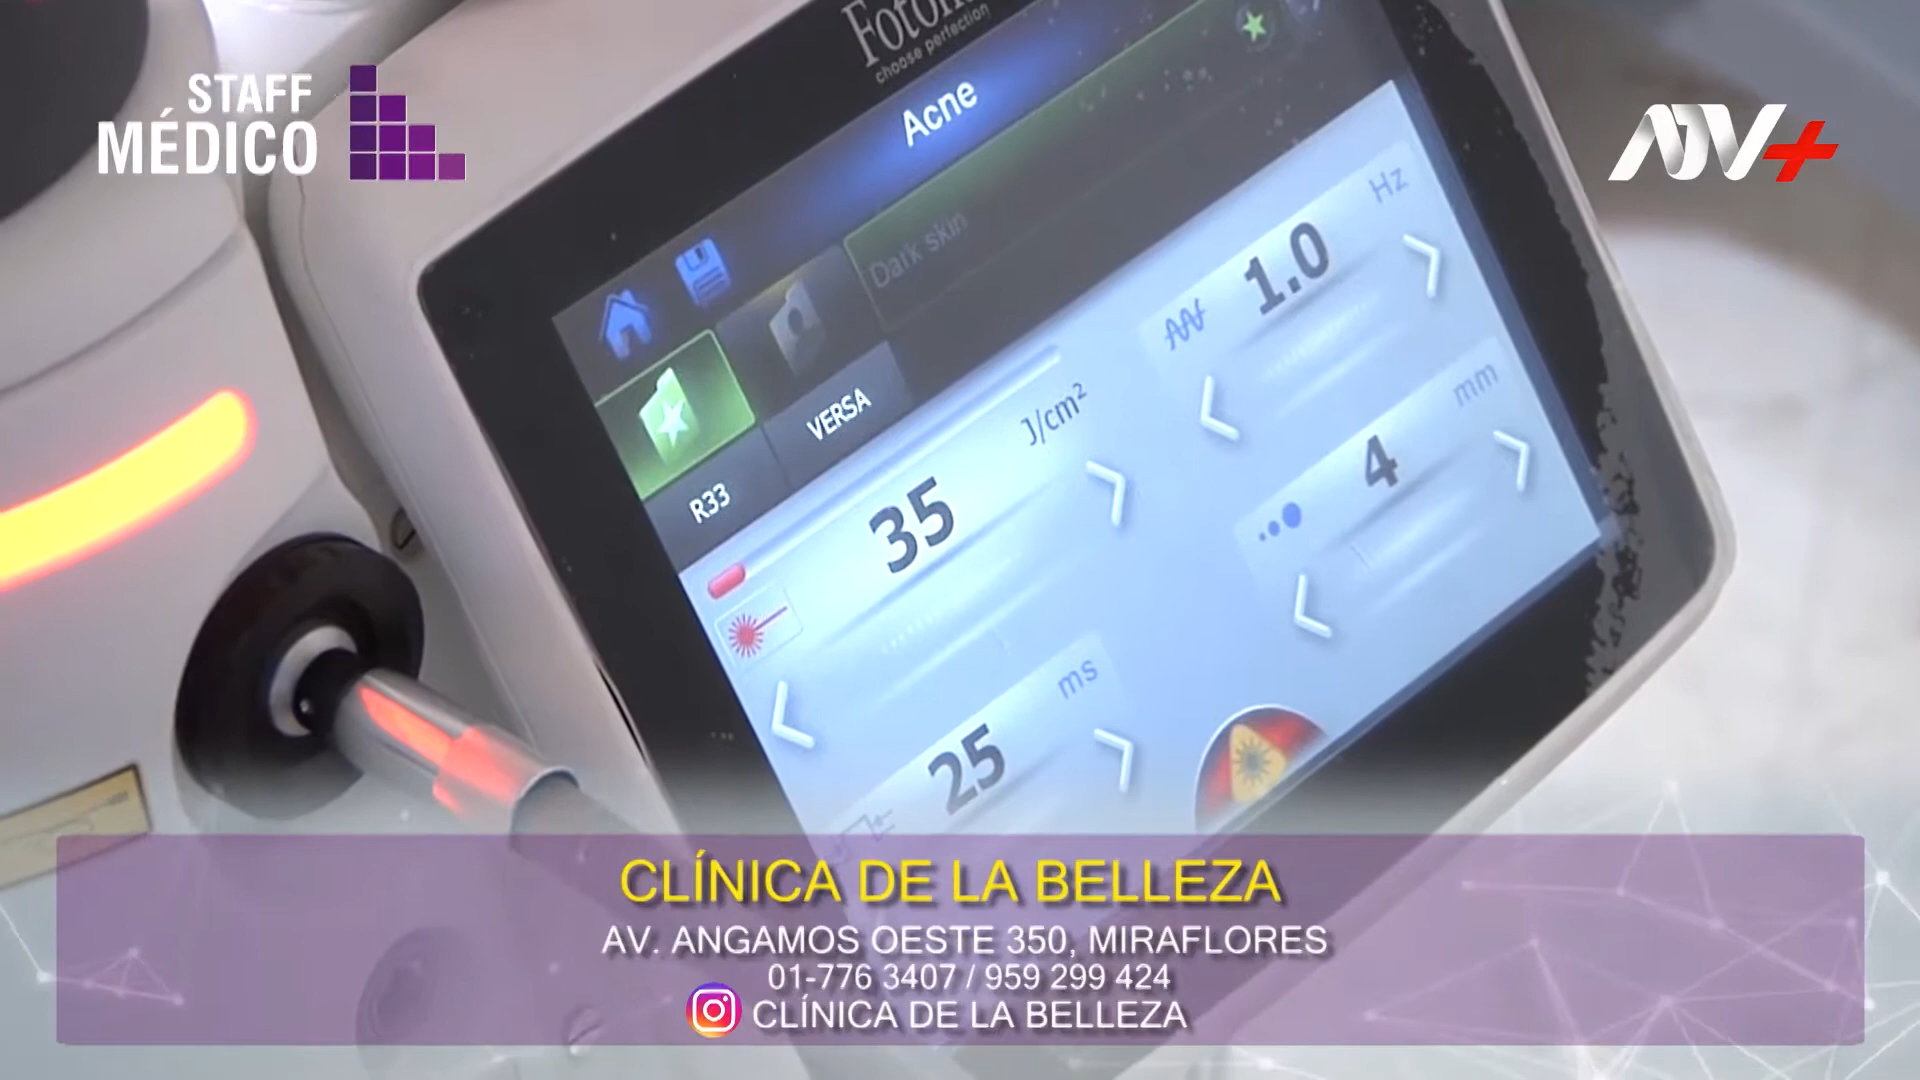 STAFF
MÉDICO
ATV+
choose perfection
Acne
Dark skin
VERSA
R33
35
J/cm²
1.0
Hz
4
mm
25
ms
CLÍNICA DE LA BELLEZA
AV. ANGAMOS OESTE 350, MIRAFLORES
01-776 3407 / 959 299 424
CLÍNICA DE LA BELLEZA